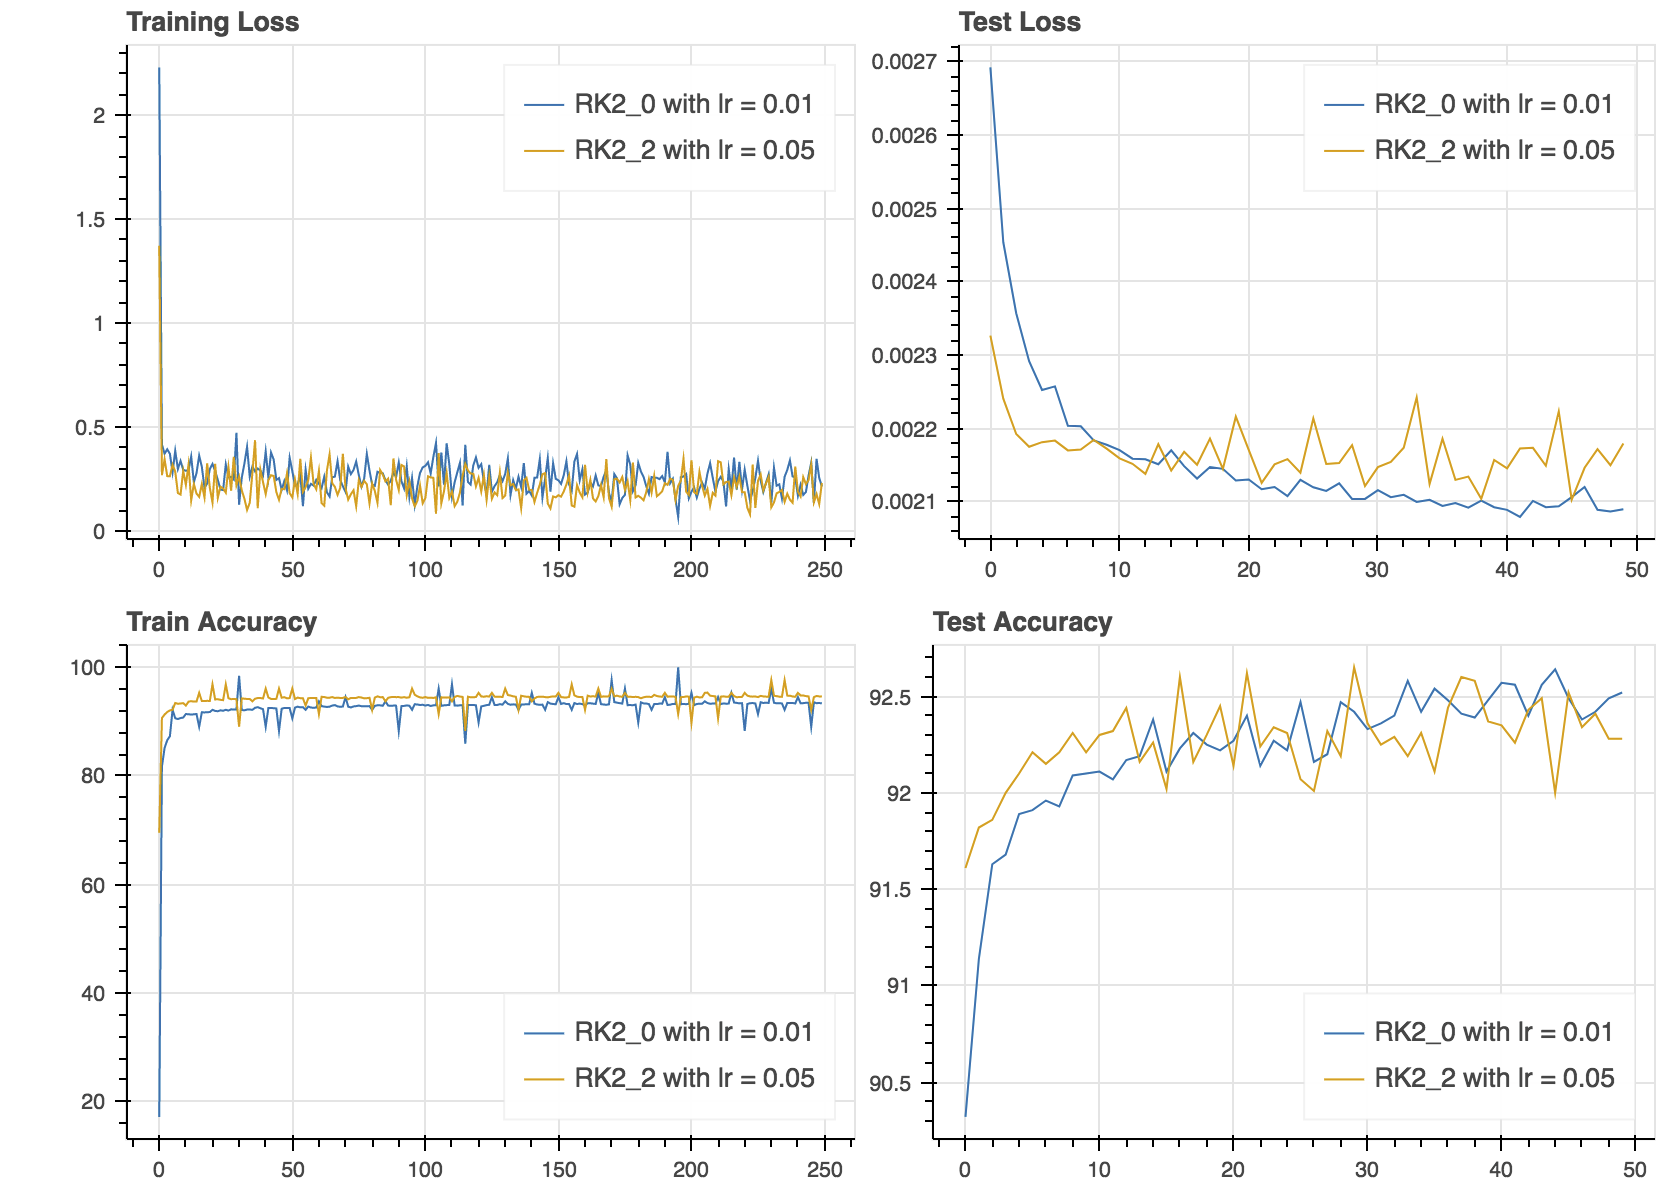 Training Loss
2
1.5
1
0.5
0
0 50 100 150 200 250
RK2_0 with lr = 0.01
RK2_2 with lr = 0.05
Test Loss
0.0027
0.0026
0.0025
0.0024
0.0023
0.0022
0.0021
0 10 20 30 40 50
RK2_0 with lr = 0.01
RK2_2 with lr = 0.05
Train Accuracy
100
80
60
40
20
0 50 100 150 200 250
RK2_0 with lr = 0.01
RK2_2 with lr = 0.05
Test Accuracy
92.5
92
91.5
91
90.5
0 10 20 30 40 50
RK2_0 with lr = 0.01
RK2_2 with lr = 0.05